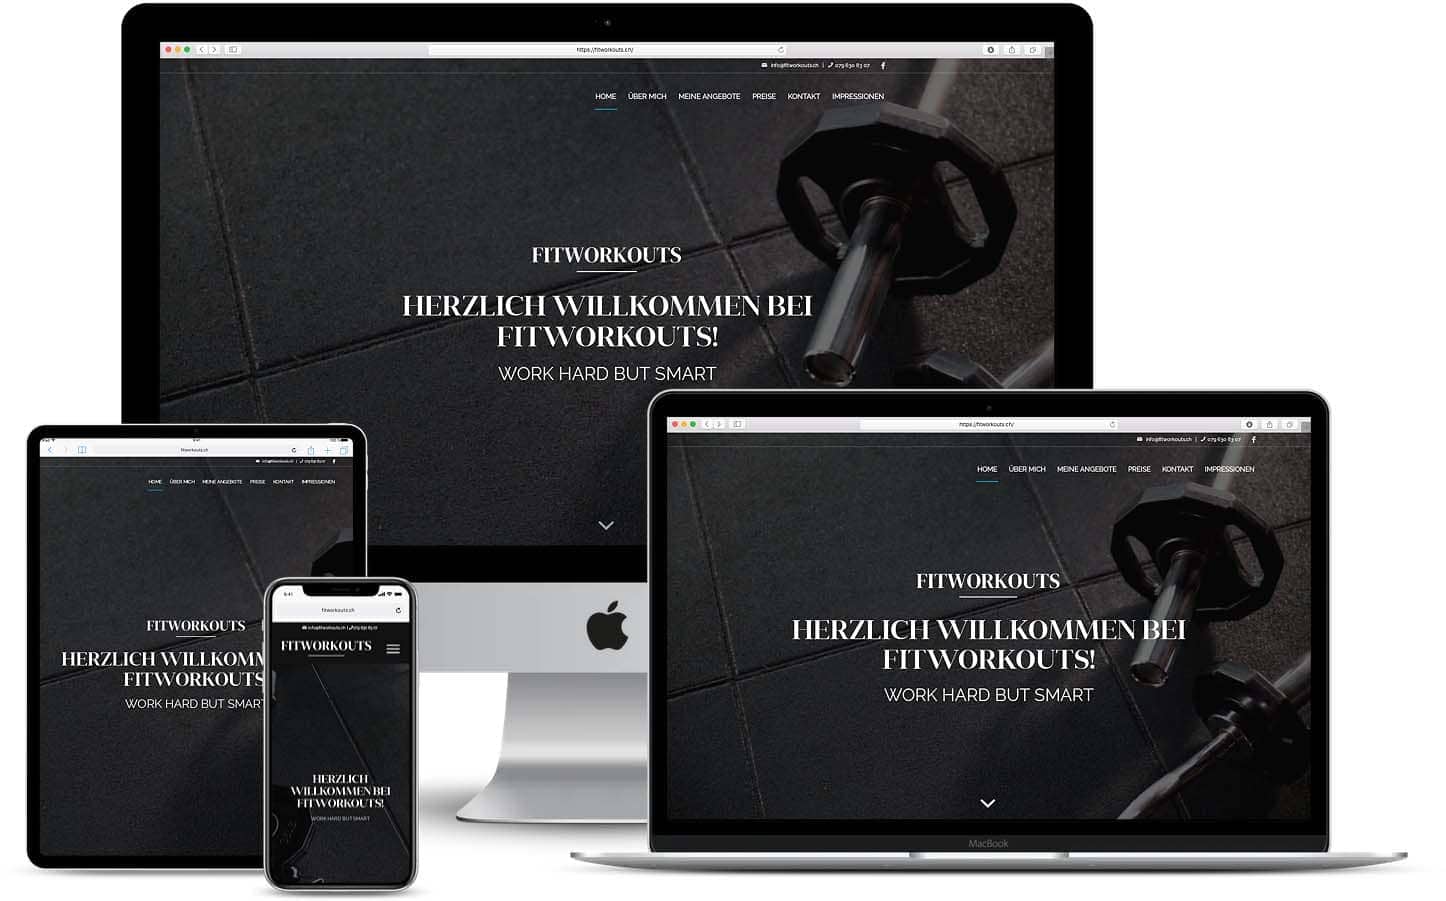 https://fitworkouts.ch/
info@fitworkouts.ch | 079 630 83 07
HOME ÜBER MICH MEINE ANGEBOTE PREISE KONTAKT IMPRESSIONEN
FITWORKOUTS
HERZLICH WILLKOMMEN BEI
FITWORKOUTS!
WORK HARD BUT SMART
fitworkouts.ch
info@fitworkouts.ch | 079 630 83 07
HOME ÜBER MICH MEINE ANGEBOTE PREISE KONTAKT IMPRESSIONEN
FITWORKOUTS
HERZLICH WILLKOMM
FITWORKOUTS
WORK HARD BUT SMART
9:41
fitworkouts.ch
info@fitworkouts.ch | 079 630 83 07
FITWORKOUTS
HERZLICH
WILLKOMMEN BEI
FITWORKOUTS!
WORK HARD BUT SMART
https://fitworkouts.ch/
info@fitworkouts.ch | 079 630 83 07
HOME ÜBER MICH MEINE ANGEBOTE PREISE KONTAKT IMPRESSIONEN
FITWORKOUTS
HERZLICH WILLKOMMEN BEI
FITWORKOUTS!
WORK HARD BUT SMART
MacBook